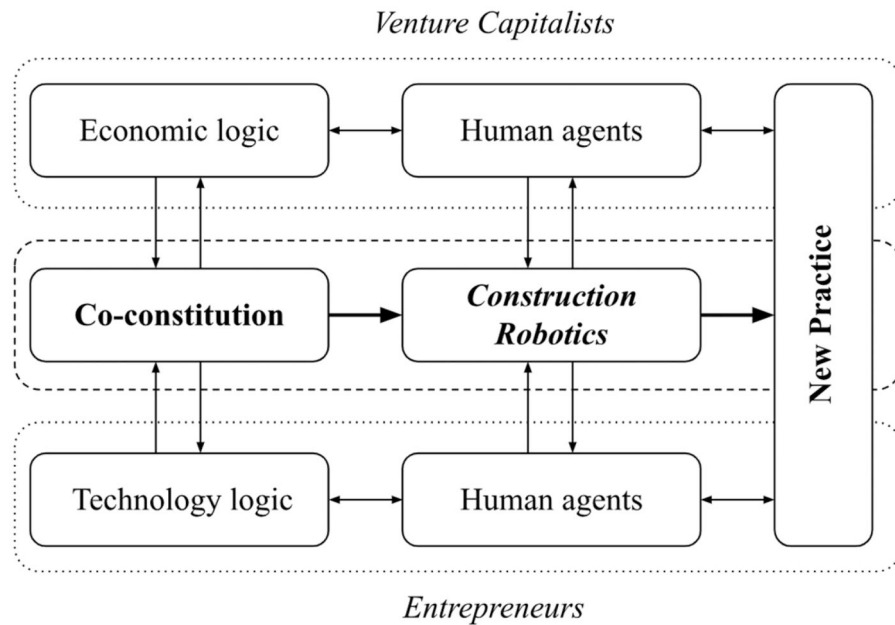 Venture Capitalists
Economic logic
Human agents
Co-constitution
Construction
Robotics
New Practice
Technology logic
Human agents
Entrepreneurs